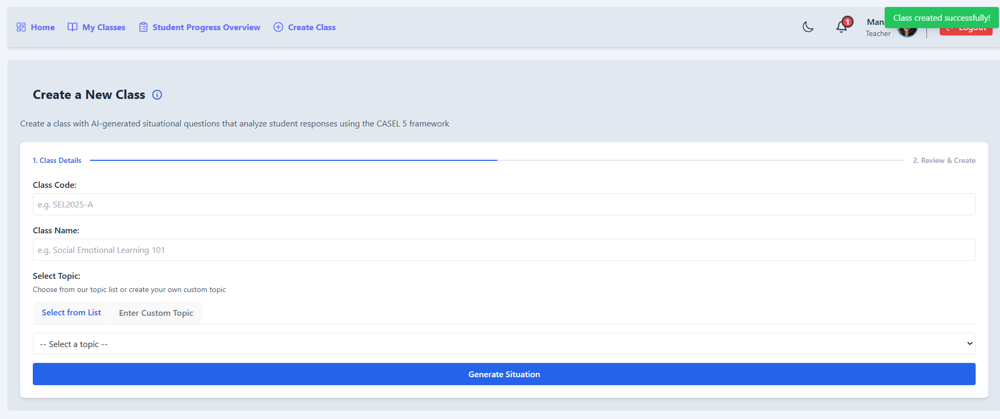 Home
My Classes
Student Progress Overview
Create Class
1
Teacher
Class created successfully!
Logout
Create a New Class
Create a class with AI-generated situational questions that analyze student responses using the CASEL 5 framework
1. Class Details
2. Review & Create
Class Code:
e.g. SEL2025-A
Class Name:
e.g. Social Emotional Learning 101
Select Topic:
Choose from our topic list or create your own custom topic
Select from List
Enter Custom Topic
-- Select a topic --
Generate Situation